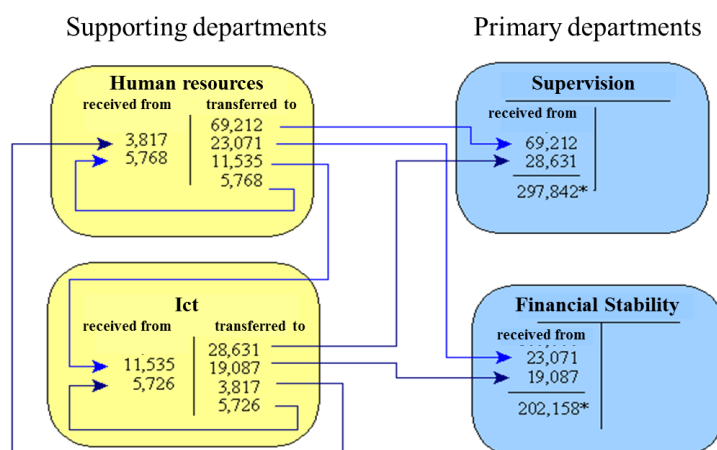 Supporting departments
Primary departments
Human resources
received from transferred to
69,212
3,817 23,071
5,768 11,535
5,768
Supervision
received from
69,212
28,631
297,842*
Ict
received from transferred to
28,631
11,535 19,087
5,726 3,817
5,726
Financial Stability
received from
23,071
19,087
202,158*